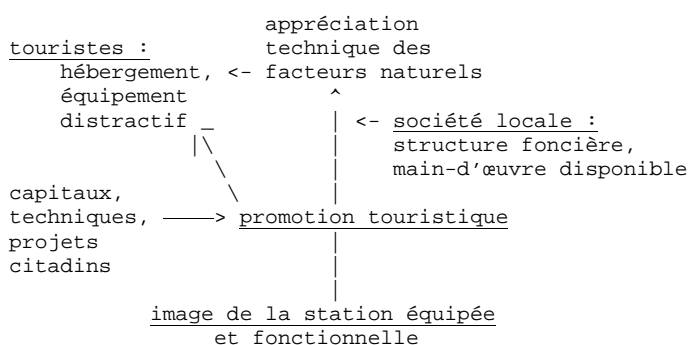 appréciation
touristes :
technique des
hébergement, <- facteurs naturels
équipement
distractif
<- société locale :
structure foncière,
main-d'œuvre disponible
capitaux,
techniques, ——> promotion touristique
projets
citadins
image de la station équipée
et fonctionnelle